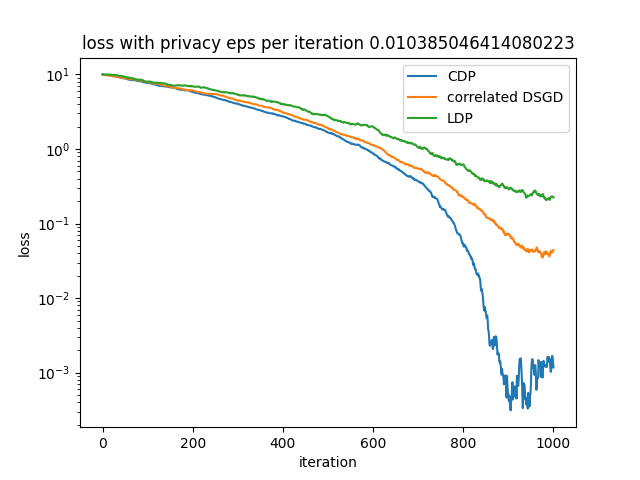 loss with privacy eps per iteration 0.010385046414080223
CDP
correlated DSGD
LDP
10¹
10⁰
10⁻¹
10⁻²
10⁻³
loss
0 200 400 600 800 1000
iteration